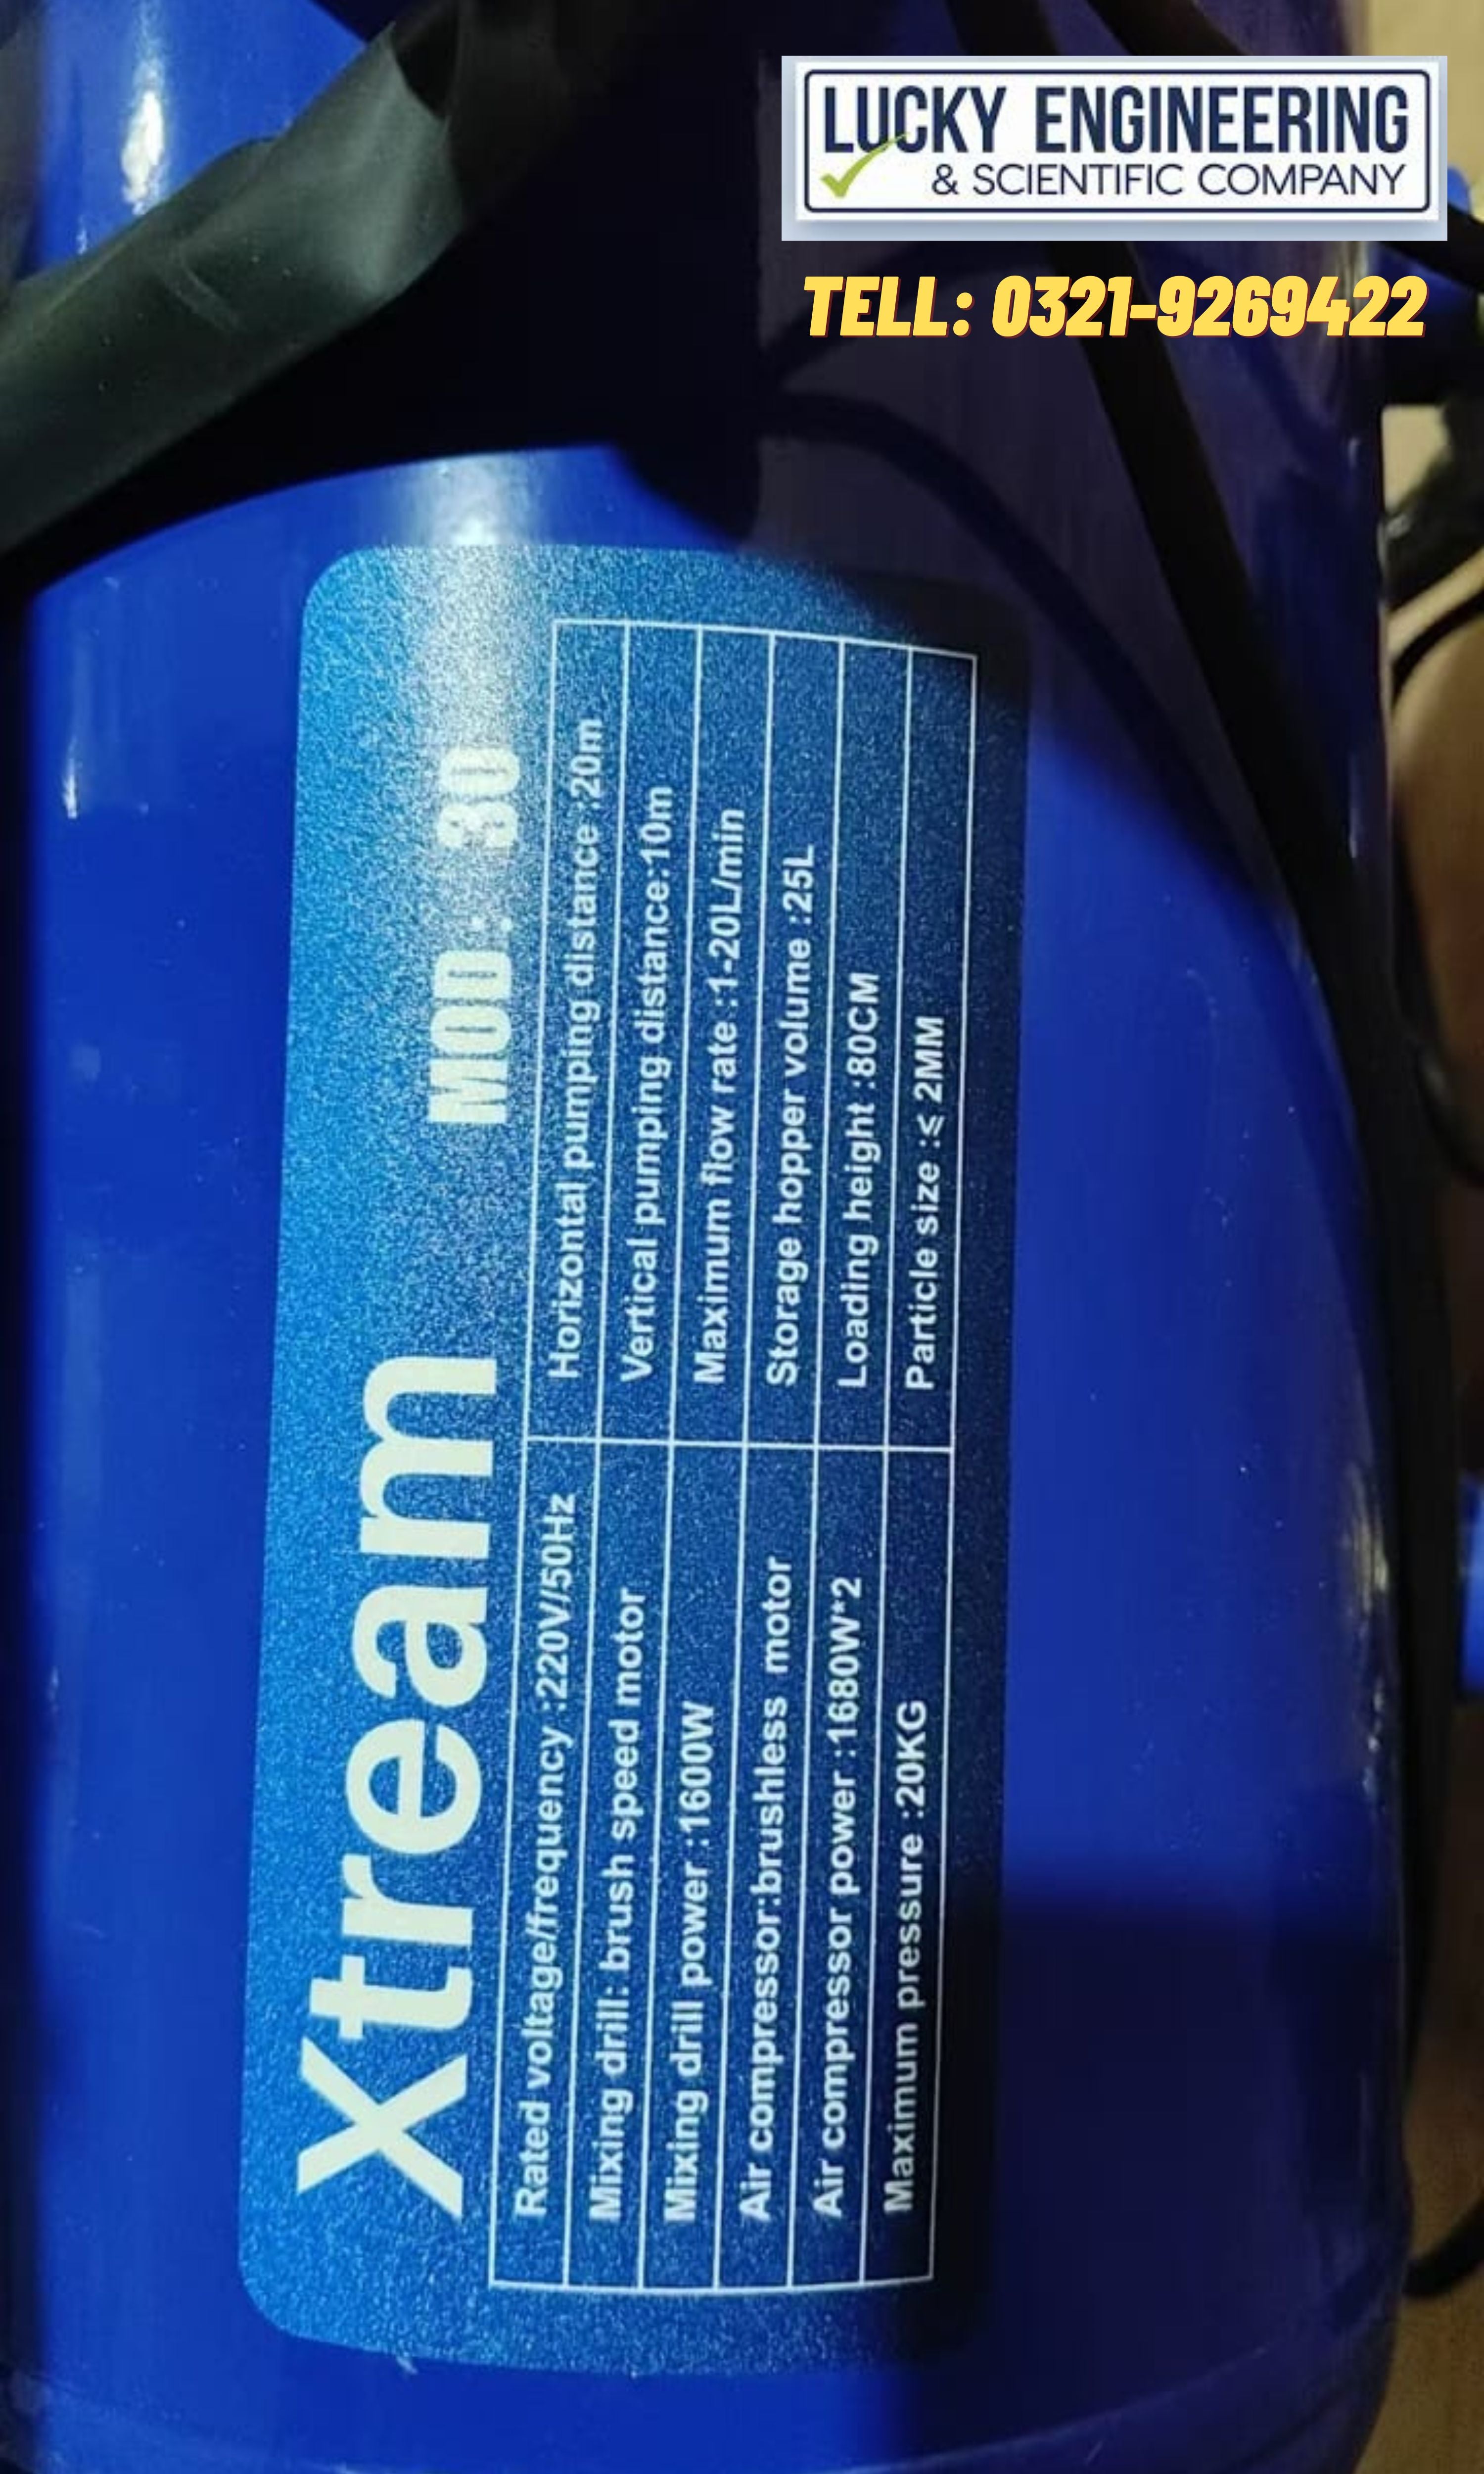 LUCKY ENGINEERING
& SCIENTIFIC COMPANY
TELL: 0321-9269422
Xtream MOD: 30
Rated voltage/frequency :220V/50Hz
Horizontal pumping distance :20m
Mixing drill: brush speed motor
Vertical pumping distance:10m
Mixing drill power :1600W
Maximum flow rate :1-20L/min
Air compressor:brushless motor
Storage hopper volume :25L
Air compressor power :1680W*2
Loading height :80CM
Maximum pressure :20KG
Particle size :≤ 2MM